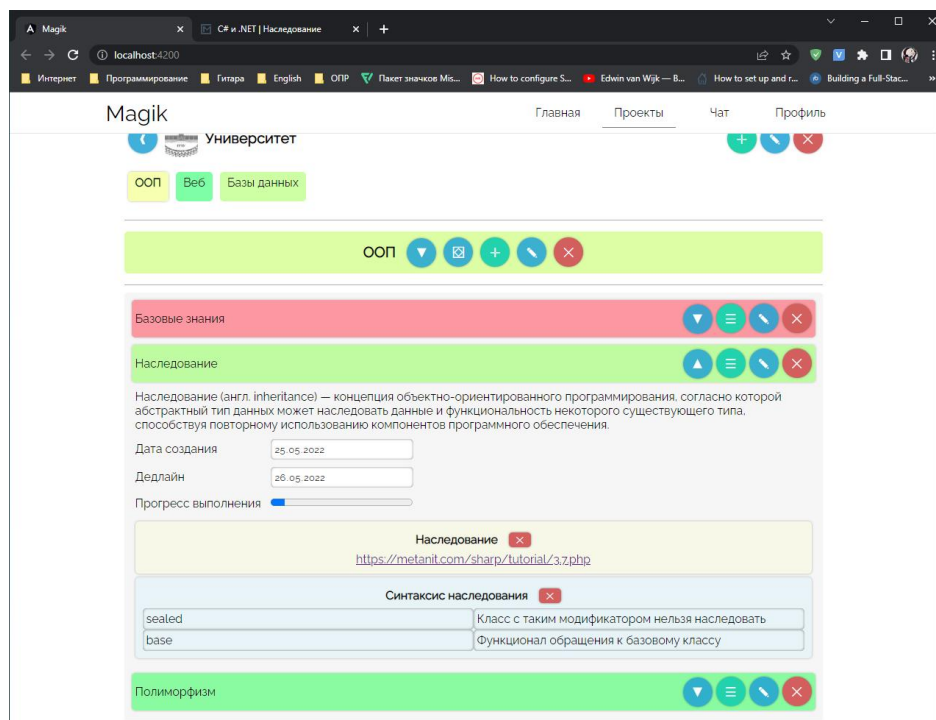 Magik
C# и .NET | Наследование
localhost:4200
Интернет Программирование Гитара English ОПР Пакет значков Mis... How to configure S... Edwin van Wijk — B... How to set up and r... Building a Full-Stac...
Magik Главная Проекты Чат Профиль
Университет
ООП Веб Базы данных
ООП
Базовые знания
Наследование
Наследование (англ. inheritance) — концепция объектно-ориентированного программирования, согласно которой
абстрактный тип данных может наследовать данные и функциональность некоторого существующего типа,
способствуя повторному использованию компонентов программного обеспечения.
Дата создания 25.05.2022
Дедлайн 26.05.2022
Прогресс выполнения
Наследование
https://metanit.com/sharp/tutorial/3.7.php
Синтаксис наследования
sealed Класс с таким модификатором нельзя наследовать
base Функционал обращения к базовому классу
Полиморфизм